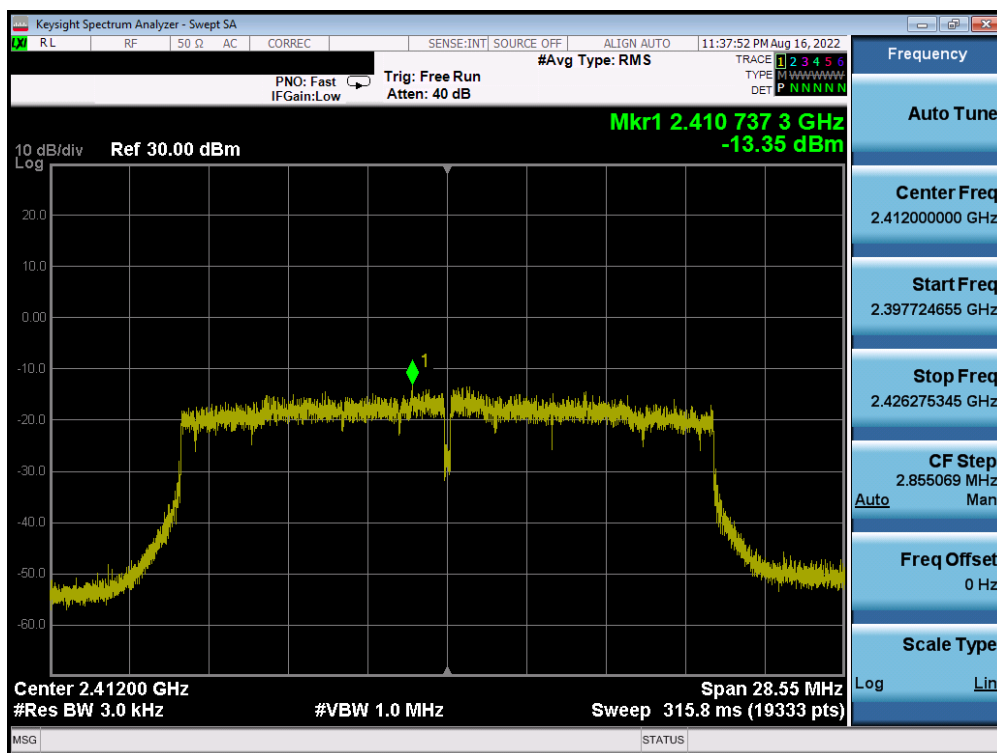 Keysight Spectrum Analyzer - Swept SA
LXI RL RF 50 Ω AC CORREC SENSE:INT SOURCE OFF ALIGN AUTO 11:37:52 PM Aug 16, 2022
#Avg Type: RMS
TRACE 1 2 3 4 5 6
PNO: Fast Trig: Free Run
TYPE M WWWWW
IFGain:Low Atten: 40 dB
DET P N N N N N
Mkr1 2.410 737 3 GHz
-13.35 dBm
10 dB/div Ref 30.00 dBm
Log
20.0
10.0
0.00
-10.0
1
-20.0
-30.0
-40.0
-50.0
-60.0
Center 2.41200 GHz Span 28.55 MHz
#Res BW 3.0 kHz #VBW 1.0 MHz Sweep 315.8 ms (19333 pts)
MSG STATUS
Frequency
Auto Tune
Center Freq
2.412000000 GHz
Start Freq
2.397724655 GHz
Stop Freq
2.426275345 GHz
CF Step
2.855069 MHz
Auto Man
Freq Offset
0 Hz
Scale Type
Log Lin